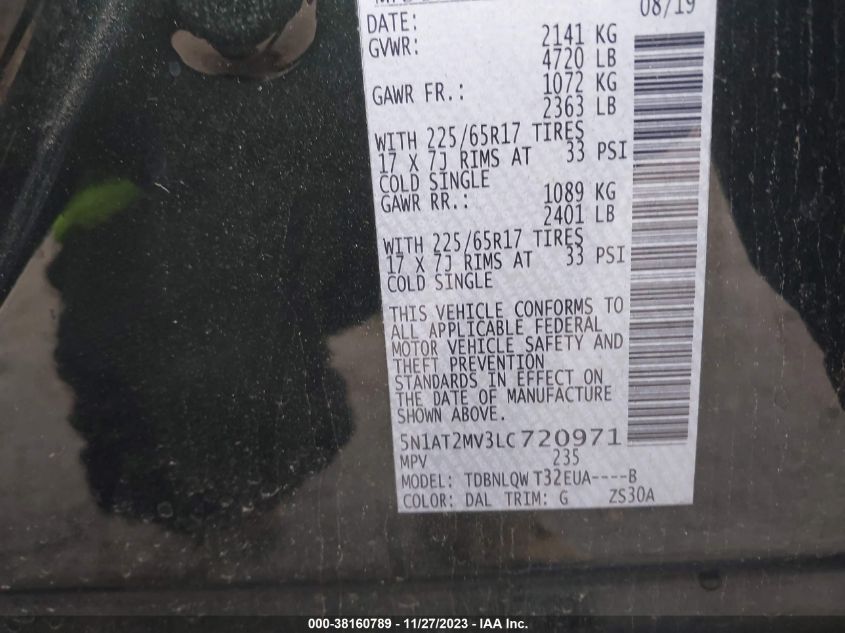 08/19
DATE:
GVWR: 2141 KG
4720 LB
GAWR FR.: 1072 KG
2363 LB
WITH 225/65R17 TIRES
17 X 7J RIMS AT 33 PSI
COLD SINGLE
GAWR RR.: 1089 KG
2401 LB
WITH 225/65R17 TIRES
17 X 7J RIMS AT 33 PSI
COLD SINGLE
THIS VEHICLE CONFORMS TO
ALL APPLICABLE FEDERAL
MOTOR VEHICLE SAFETY AND
THEFT PREVENTION
STANDARDS IN EFFECT ON
THE DATE OF MANUFACTURE
SHOWN ABOVE.
5N1AT2MV3LC720971
MPV 235
MODEL: TDBNLQW T32EUA----B
COLOR: DAL TRIM: G ZS30A
000-38160789 - 11/27/2023 - IAA Inc.